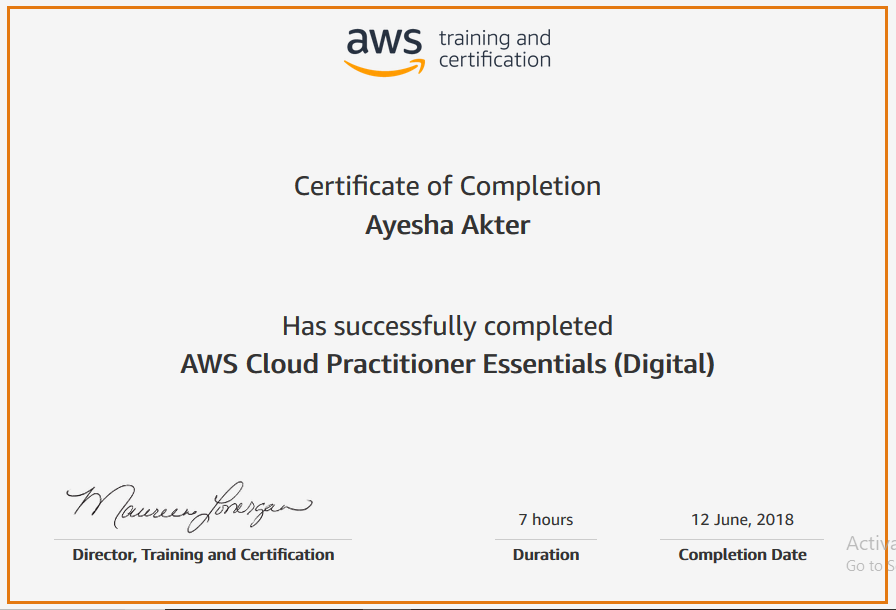 aws training and
certification
Certificate of Completion
Ayesha Akter
Has successfully completed
AWS Cloud Practitioner Essentials (Digital)
Maureen Lonergan
7 hours
12 June, 2018
Director, Training and Certification
Duration
Completion Date
Activa
Go to S